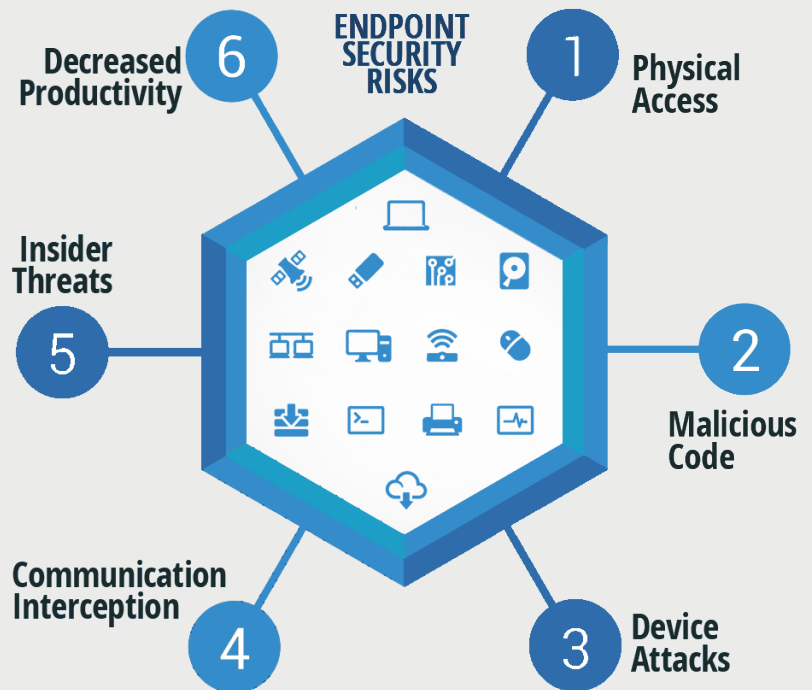 ENDPOINT
SECURITY
RISKS
1
Physical
Access
2
Malicious
Code
3
Device
Attacks
4
Communication
Interception
5
Insider
Threats
6
Decreased
Productivity